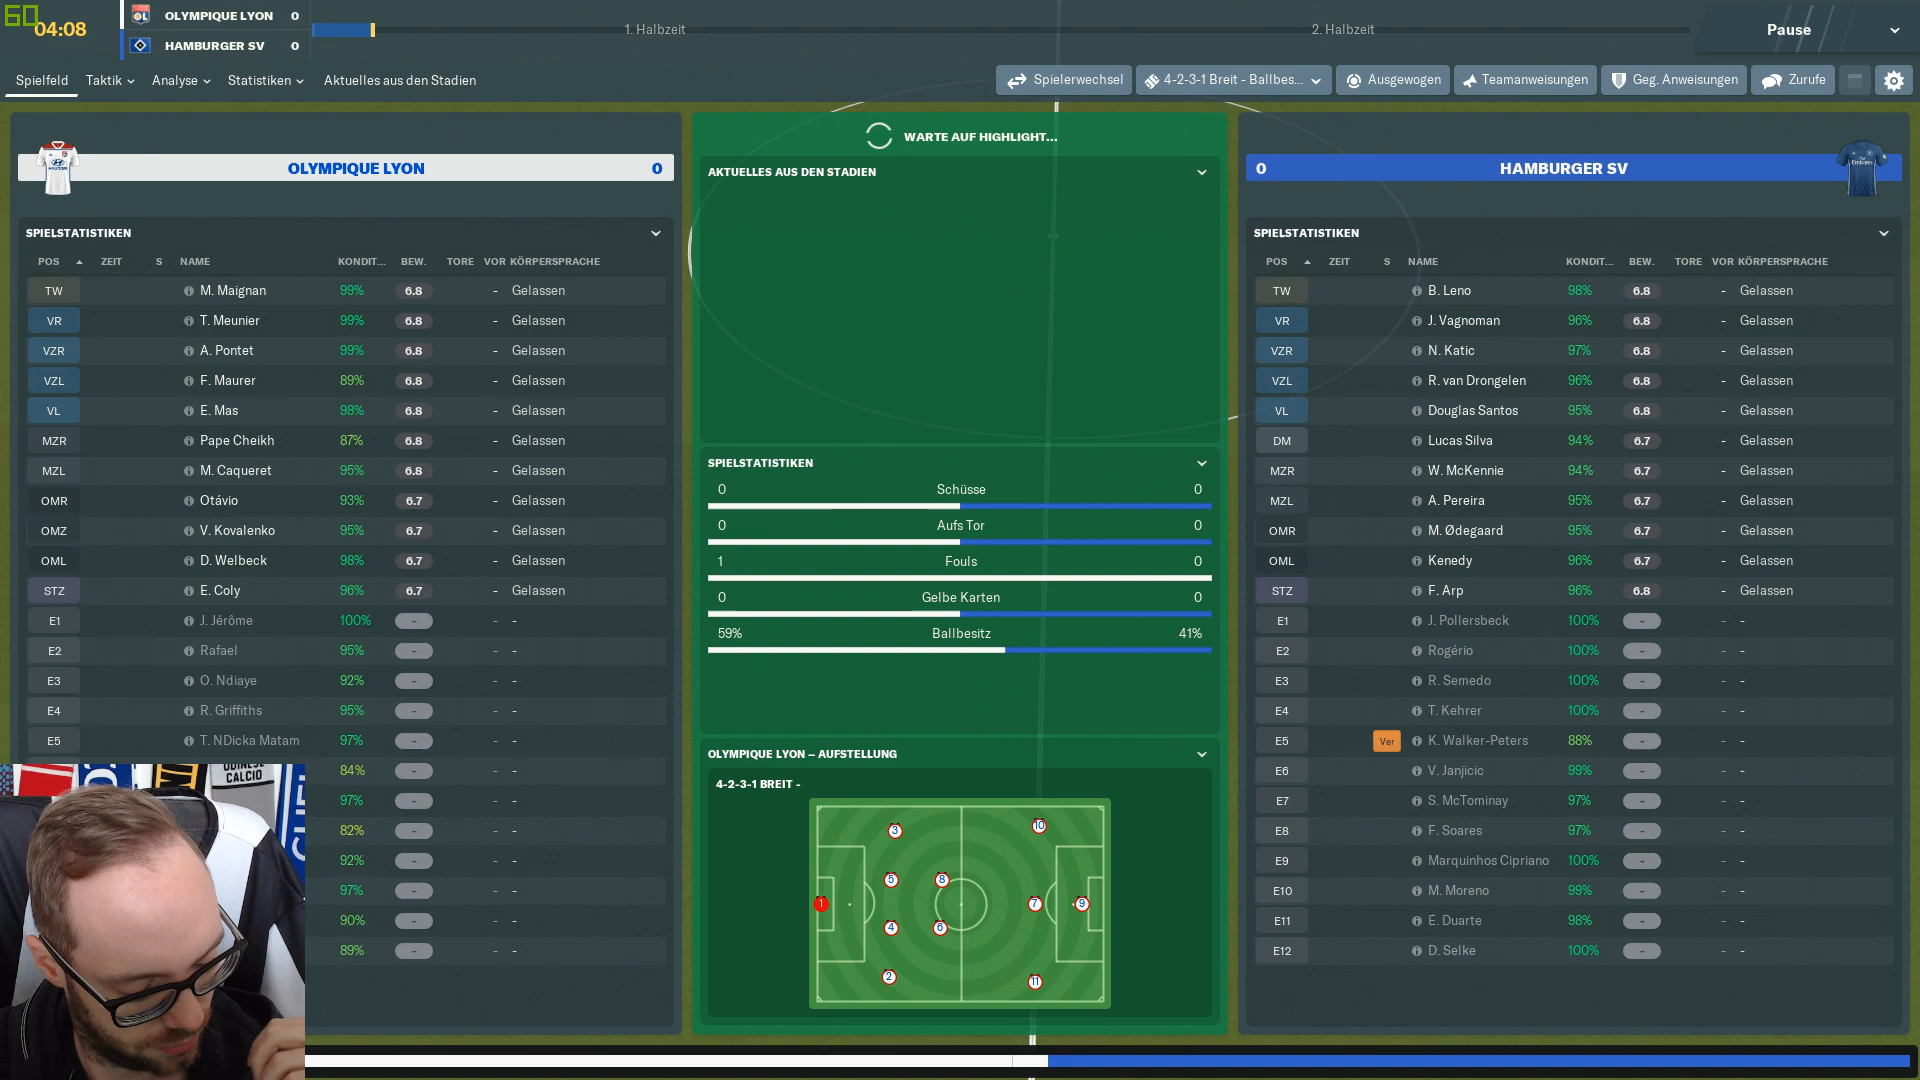 60
04:08
OLYMPIQUE LYON 0
HAMBURGER SV 0
1. Halbzeit
2. Halbzeit
Pause
Spielfeld Taktik Analyse Statistiken Aktuelles aus den Stadien
Spielerwechsel 4-2-3-1 Breit - Ballbes... Ausgewogen Teamanweisungen Geg. Anweisungen Zurufe
OLYMPIQUE LYON 0
SPIELSTATISTIKEN
POS ZEIT S NAME KONDIT... BEW. TORE VOR KÖRPERSPRACHE
TW M. Maignan 99% 6.8 - Gelassen
VR T. Meunier 99% 6.8 - Gelassen
VZR A. Pontet 99% 6.8 - Gelassen
VZL F. Maurer 89% 6.8 - Gelassen
VL E. Mas 98% 6.8 - Gelassen
MZR Pape Cheikh 87% 6.8 - Gelassen
MZL M. Caqueret 95% 6.8 - Gelassen
OMR Otávio 93% 6.7 - Gelassen
OMZ V. Kovalenko 95% 6.7 - Gelassen
OML D. Welbeck 98% 6.7 - Gelassen
STZ E. Coly 96% 6.7 - Gelassen
E1 J. Jérôme 100% - - -
E2 Rafael 95% - - -
E3 O. Ndiaye 92% - - -
E4 R. Griffiths 95% - - -
E5 T. NDicka Matam 97% - - -
84% - - -
97% - - -
82% - - -
92% - - -
97% - - -
90% - - -
89% - - -
UDINESE
CALCIO
WARTE AUF HIGHLIGHT...
AKTUELLES AUS DEN STADIEN
SPIELSTATISTIKEN
0 Schüsse 0
0 Aufs Tor 0
1 Fouls 0
0 Gelbe Karten 0
59% Ballbesitz 41%
OLYMPIQUE LYON – AUFSTELLUNG
4-2-3-1 BREIT -
3 10
5 8
1 7 9
4 6
2 11
0 HAMBURGER SV
SPIELSTATISTIKEN
POS ZEIT S NAME KONDIT... BEW. TORE VOR KÖRPERSPRACHE
TW B. Leno 98% 6.8 - Gelassen
VR J. Vagnoman 96% 6.8 - Gelassen
VZR N. Katic 97% 6.8 - Gelassen
VZL R. van Drongelen 96% 6.8 - Gelassen
VL Douglas Santos 95% 6.8 - Gelassen
DM Lucas Silva 94% 6.7 - Gelassen
MZR W. McKennie 94% 6.7 - Gelassen
MZL A. Pereira 95% 6.7 - Gelassen
OMR M. Ødegaard 95% 6.7 - Gelassen
OML Kenedy 96% 6.7 - Gelassen
STZ F. Arp 96% 6.8 - Gelassen
E1 J. Pollersbeck 100% - - -
E2 Rogério 100% - - -
E3 R. Semedo 100% - - -
E4 T. Kehrer 100% - - -
E5 Ver K. Walker-Peters 88% - - -
E6 V. Janjicic 99% - - -
E7 S. McTominay 97% - - -
E8 F. Soares 97% - - -
E9 Marquinhos Cipriano 100% - - -
E10 M. Moreno 99% - - -
E11 E. Duarte 98% - - -
E12 D. Selke 100% - - -